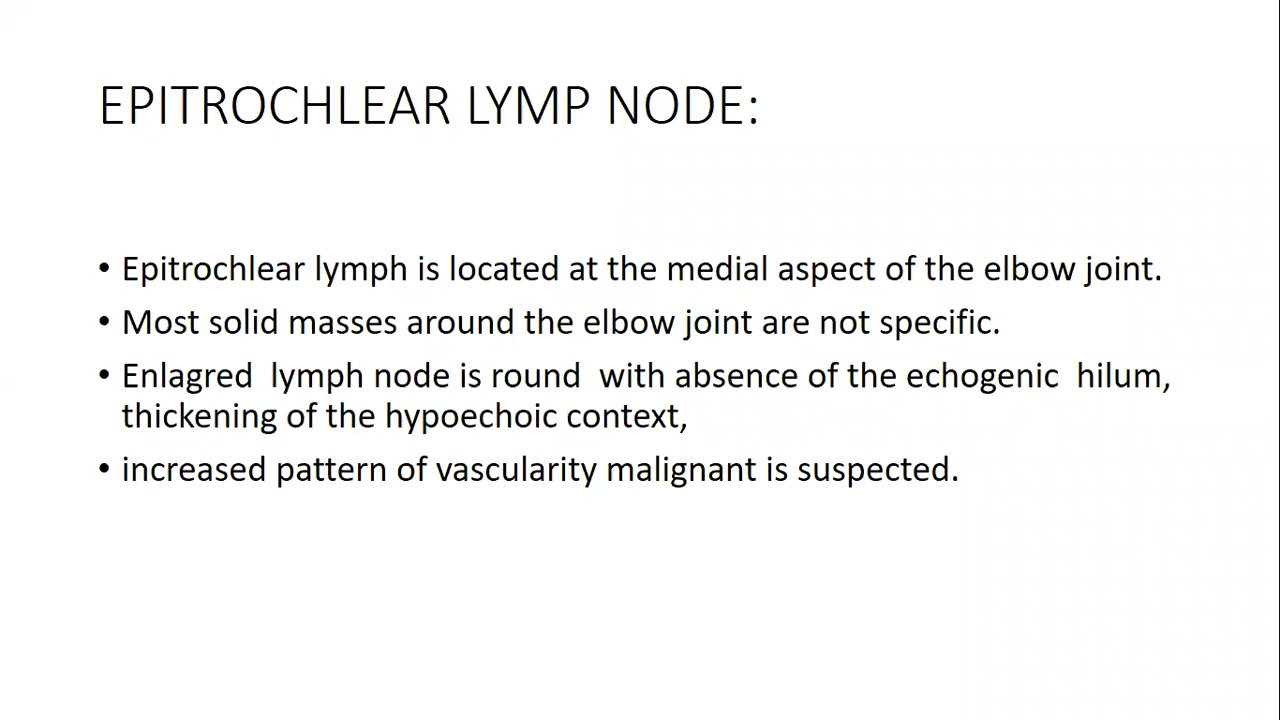 EPITROCHLEAR LYMP NODE:
• Epitrochlear lymph is located at the medial aspect of the elbow joint.
• Most solid masses around the elbow joint are not specific.
• Enlagred  lymph node is round  with absence of the echogenic  hilum,
thickening of the hypoechoic context,
• increased pattern of vascularity malignant is suspected.